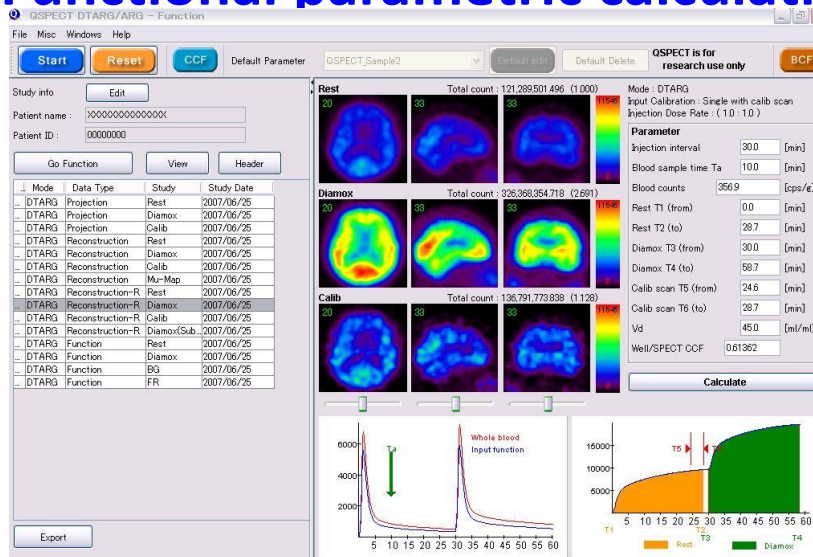 Functional parametric calculati
QSPECT DTARG/ARG - Function
File Misc Windows Help
Start Reset CCF Default Parameter QSPECT_Sample2 Default edit Default Delete QSPECT is for research use only BCF
Study info Edit
Patient name : XXXXXXXXXXXXXX
Patient ID : 00000000
Go Function View Header
... Mode Data Type Study Study Date
... DTARG Projection Rest 2007/06/25
... DTARG Projection Diamox 2007/06/25
... DTARG Projection Calib 2007/06/25
... DTARG Reconstruction Rest 2007/06/25
... DTARG Reconstruction Diamox 2007/06/25
... DTARG Reconstruction Calib 2007/06/25
... DTARG Reconstruction Mu-Map 2007/06/25
... DTARG Reconstruction-R Rest 2007/06/25
... DTARG Reconstruction-R Diamox 2007/06/25
... DTARG Reconstruction-R Calib 2007/06/25
... DTARG Reconstruction-R Diamox(Sub... 2007/06/25
... DTARG Function Rest 2007/06/25
... DTARG Function Diamox 2007/06/25
... DTARG Function BG 2007/06/25
... DTARG Function FR 2007/06/25
Export
Rest Total count : 121,289,501.496 (1.000)
20 33 33
Diamox Total count : 326,368,354.718 (2.691)
20 33 33
Calib Total count : 136,791,773.838 (1.128)
20 33 33
Mode : DTARG
Input Calibration : Single with calib scan
Injection Dose Rate : ( 1.0 : 1.0 )
Parameter
Injection interval 30.0 [min]
Blood sample time Ta 10.0 [min]
Blood counts 356.9 [cps/g]
Rest T1 (from) 0.0 [min]
Rest T2 (to) 28.7 [min]
Diamox T3 (from) 30.0 [min]
Diamox T4 (to) 58.7 [min]
Calib scan T5 (from) 24.6 [min]
Calib scan T6 (to) 28.7 [min]
Vd 45.0 [ml/ml]
Well/SPECT CCF 0.61362
Calculate
6000
4000
2000
Ta
Whole blood
Input function
5 10 15 20 25 30 35 40 45 50 55 60
15000
10000
5000
T5
5 10 15 20 25 30 35 40 45 50 55 60
T1 T2 T3 T4
Rest Diamox